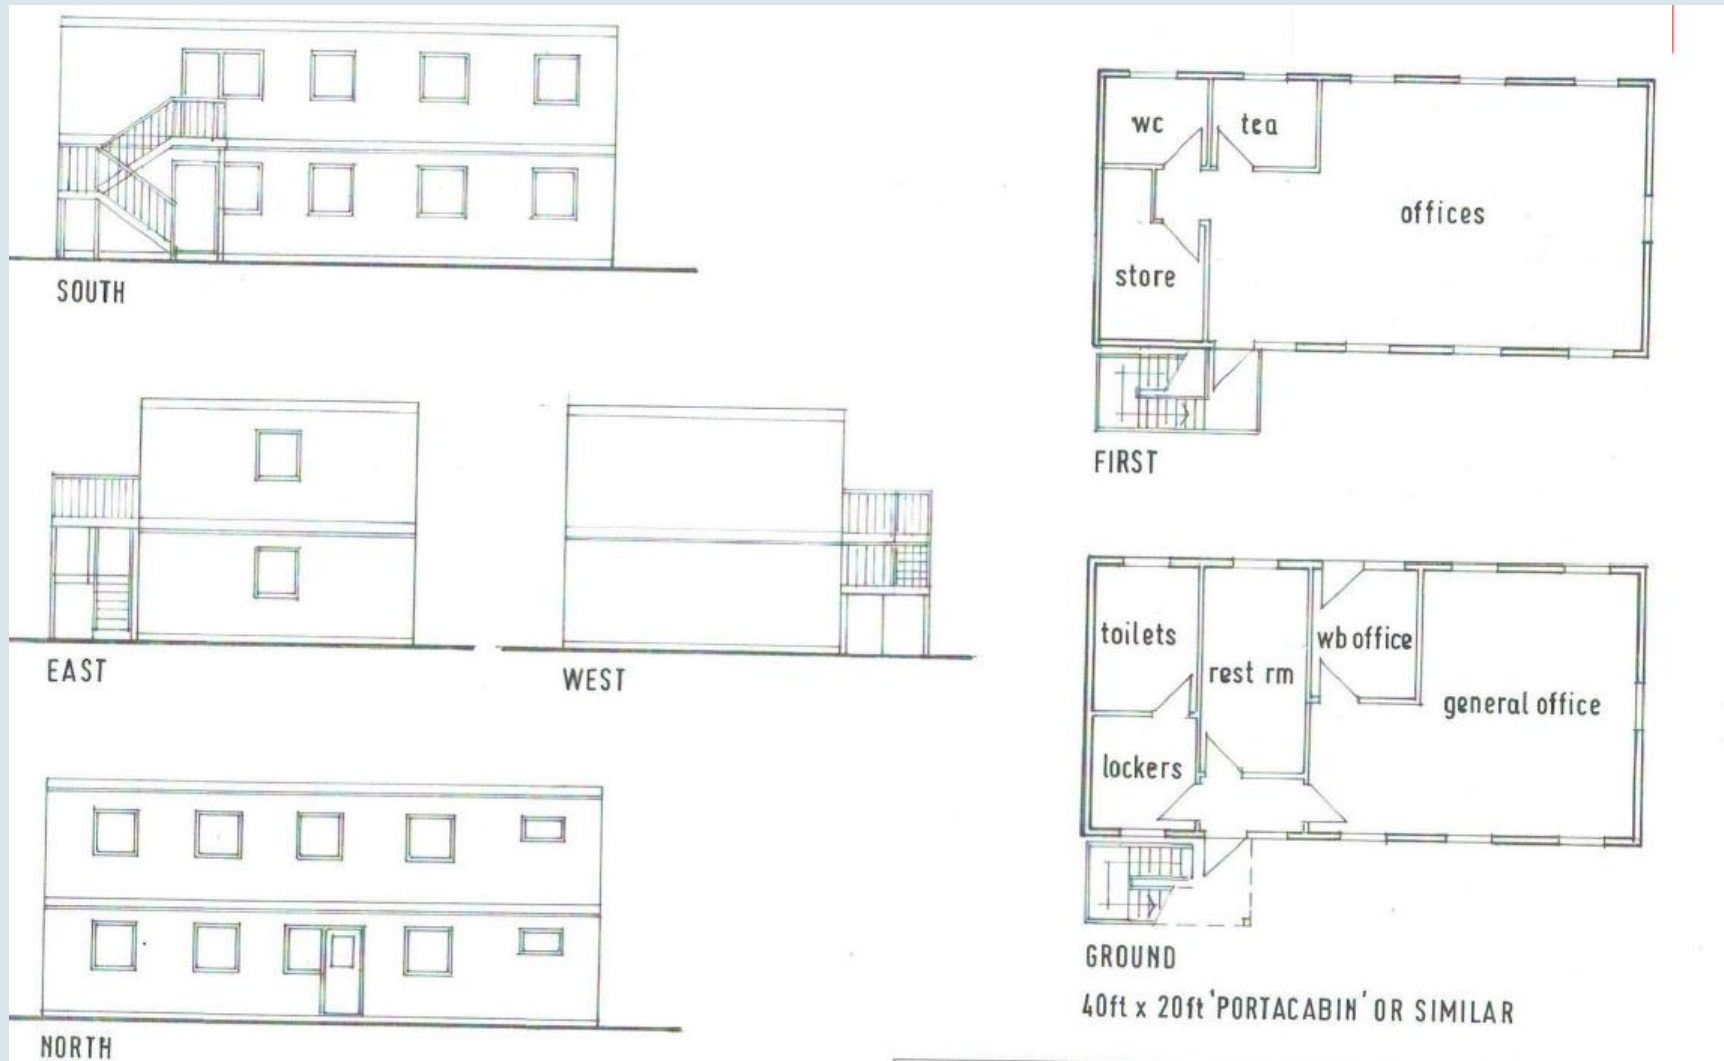 SOUTH
EAST
WEST
NORTH
wc
tea
offices
store
FIRST
toilets
rest rm
wb office
general office
lockers
GROUND
40ft x 20ft 'PORTACABIN' OR SIMILAR